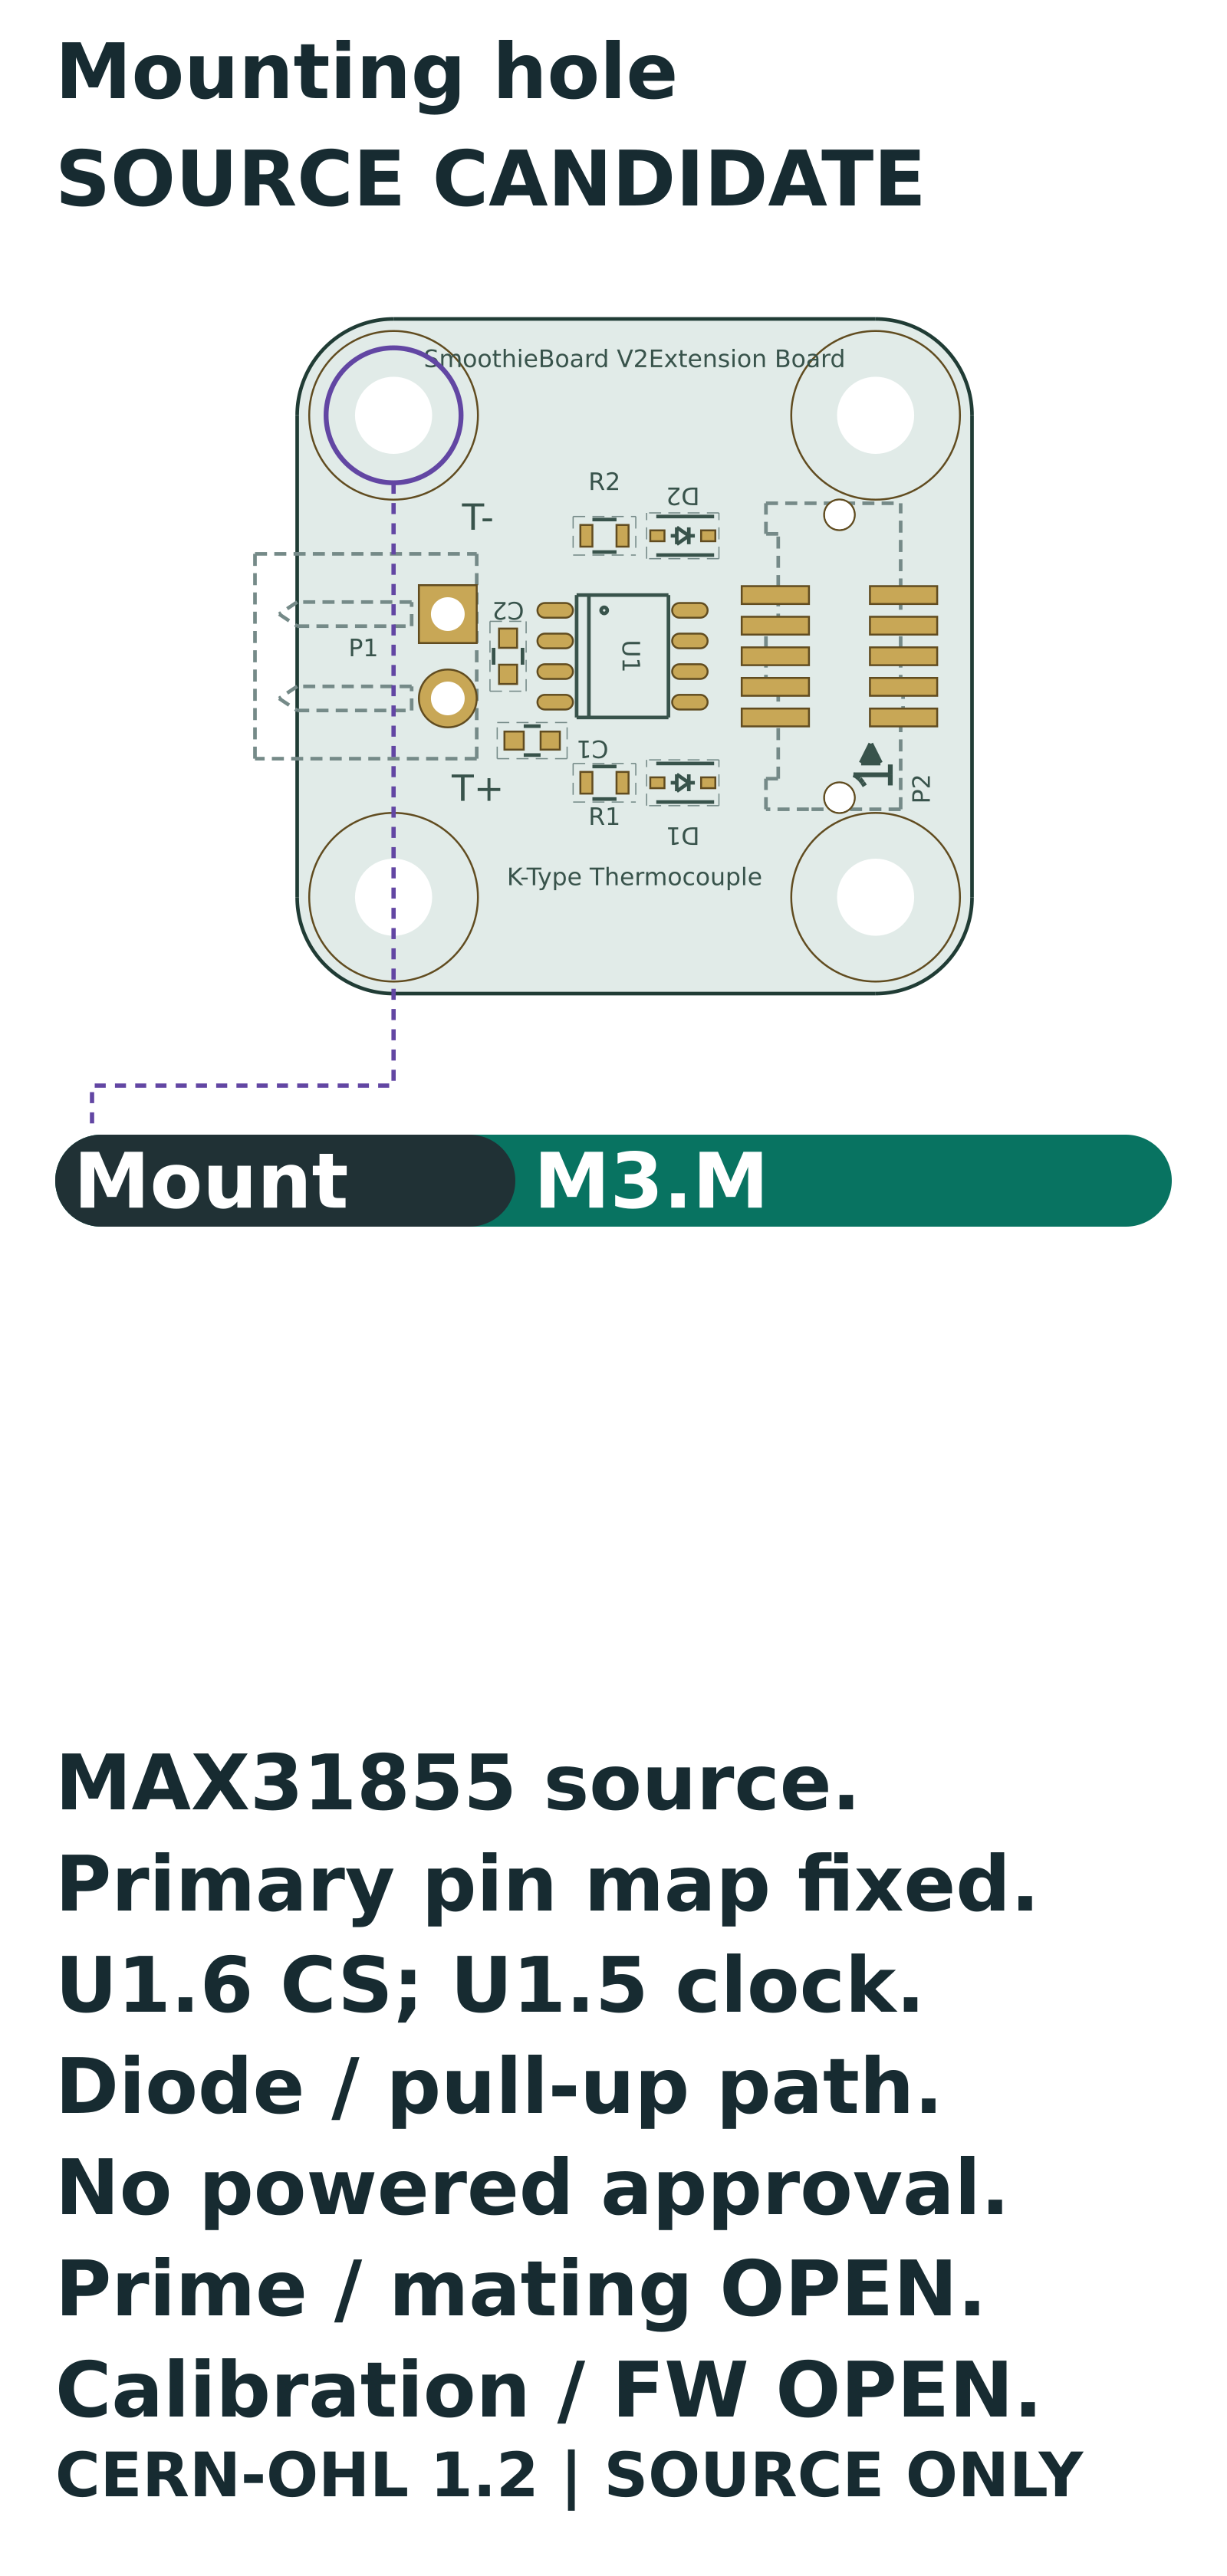 Mounting hole
SOURCE CANDIDATE
SmoothieBoard V2Extension Board
R2
D2
T-
C2
P1
U1
C1
1
P2
T+
R1
D1
K-Type Thermocouple
Mount M3.M
MAX31855 source.
Primary pin map fixed.
U1.6 CS; U1.5 clock.
Diode / pull-up path.
No powered approval.
Prime / mating OPEN.
Calibration / FW OPEN.
CERN-OHL 1.2 | SOURCE ONLY